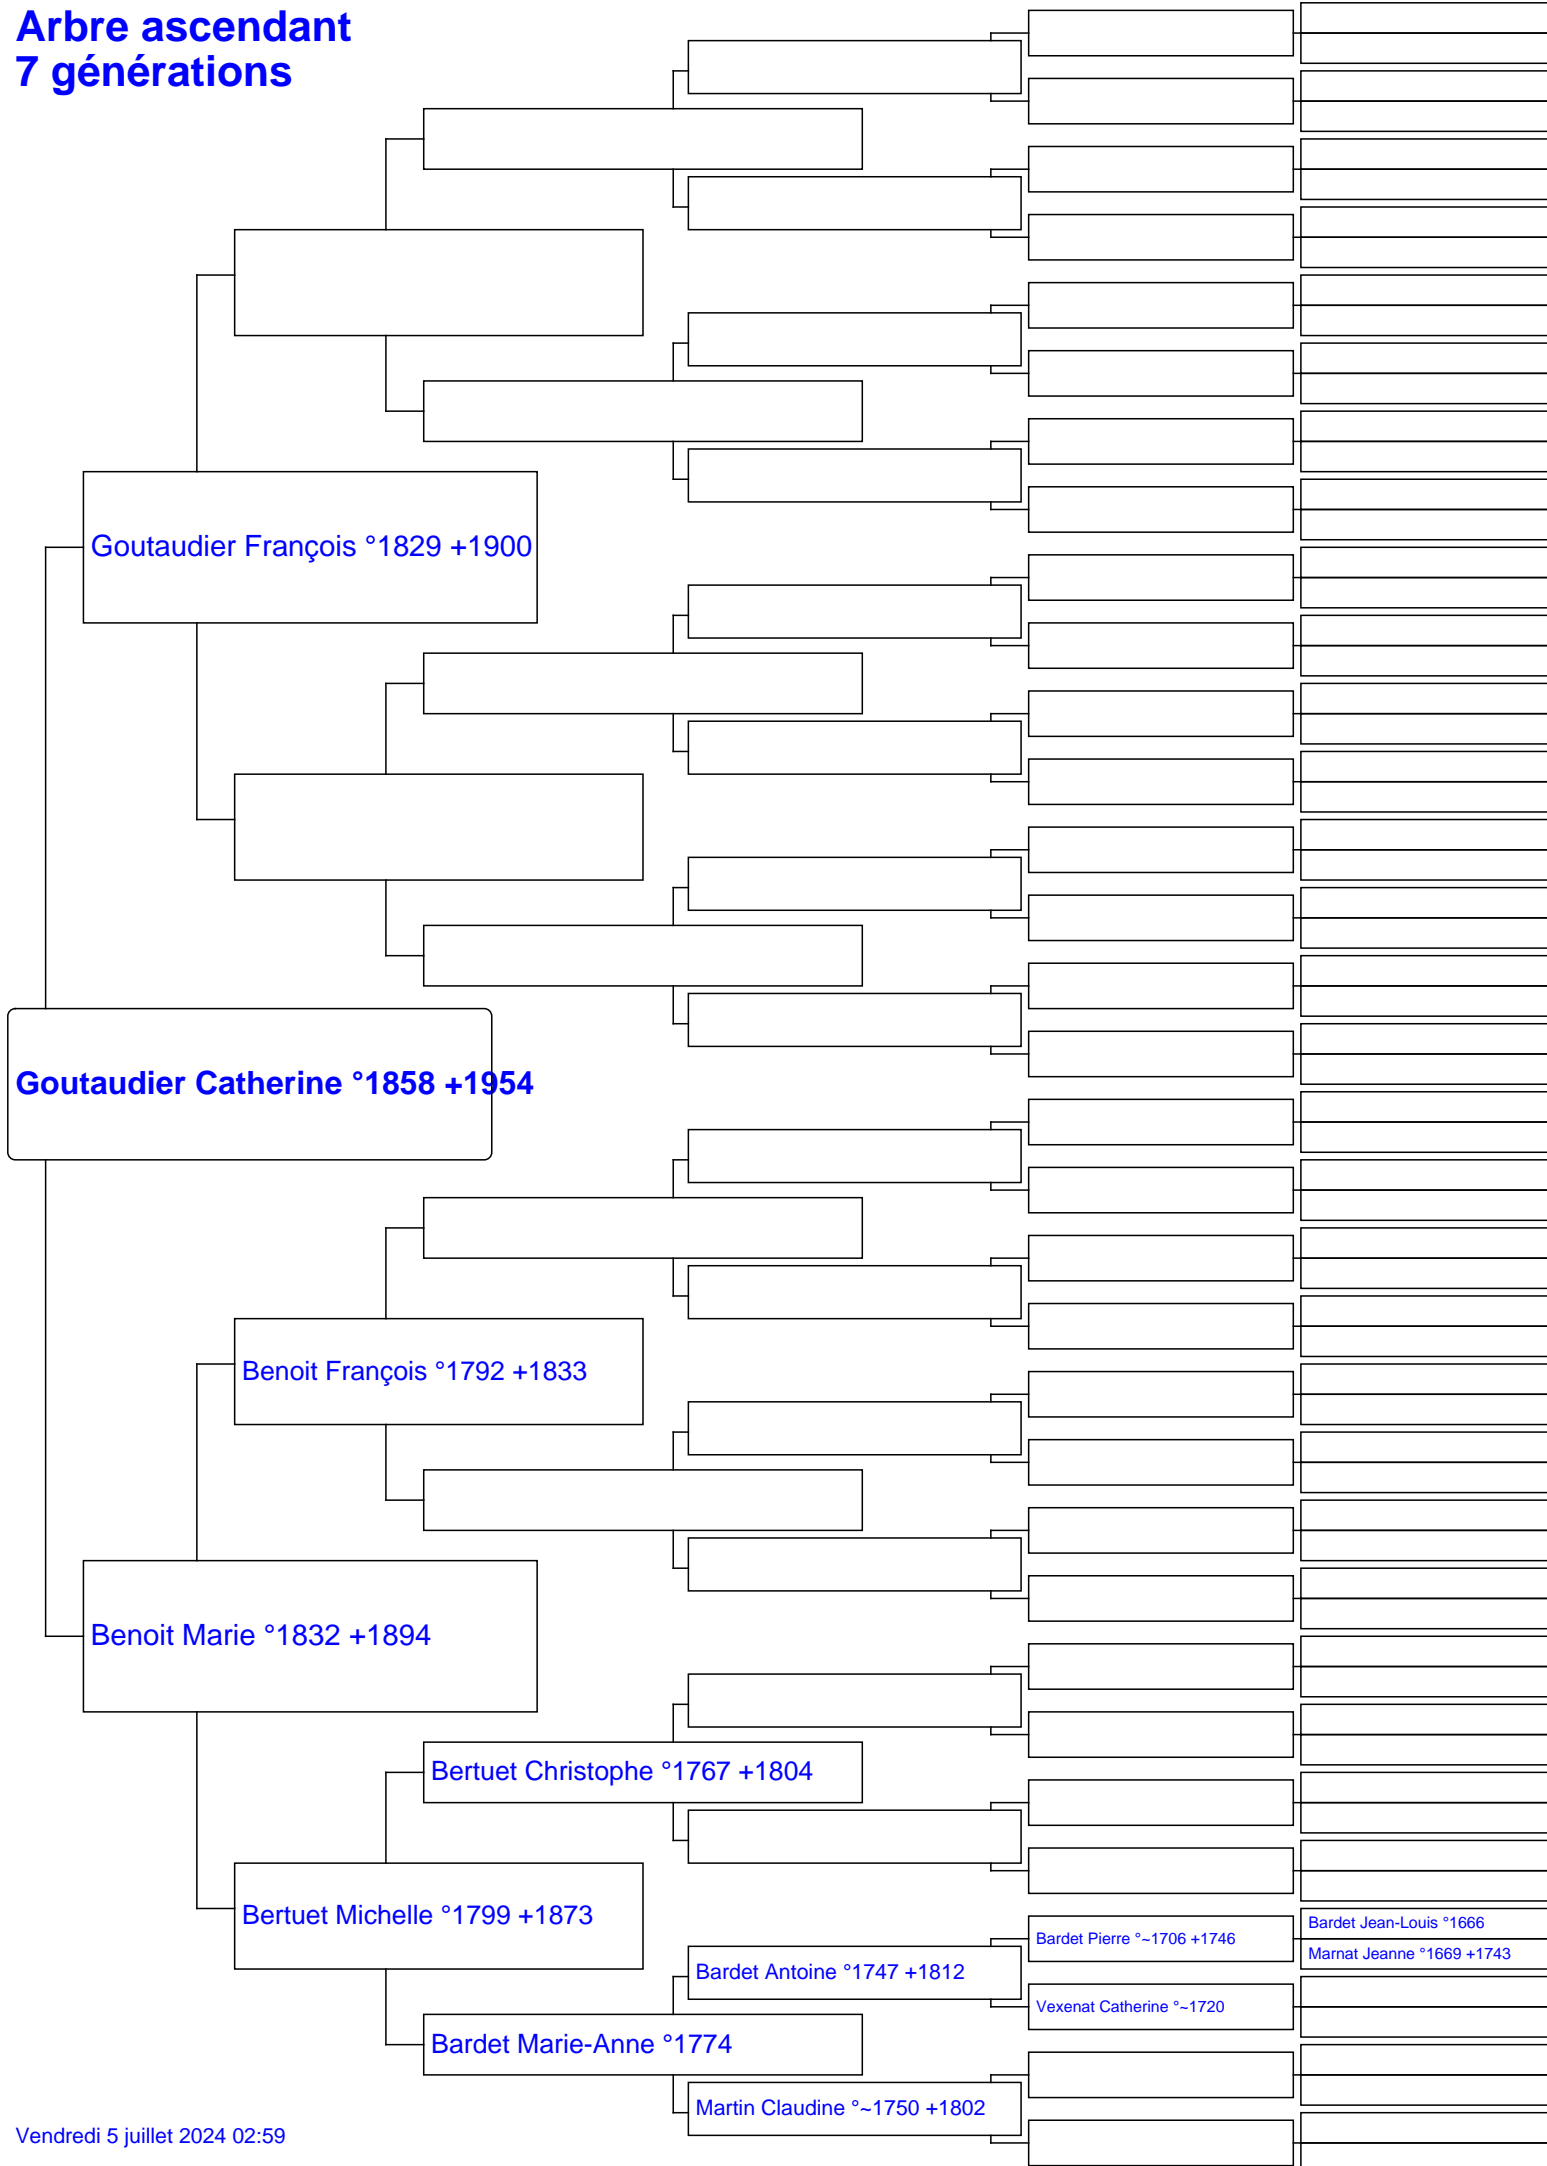 Arbre ascendant
7 générations
Goutaudier François °1829 +1900
Goutaudier Catherine °1858 +1954
Benoit François °1792 +1833
Benoit Marie °1832 +1894
Bertuet Christophe °1767 +1804
Bertuet Michelle °1799 +1873
Bardet Jean-Louis °1666
Bardet Pierre °~1706 +1746
Marnat Jeanne °1669 +1743
Bardet Antoine °1747 +1812
Vexenat Catherine °~1720
Bardet Marie-Anne °1774
Martin Claudine °~1750 +1802
Vendredi 5 juillet 2024 02:59